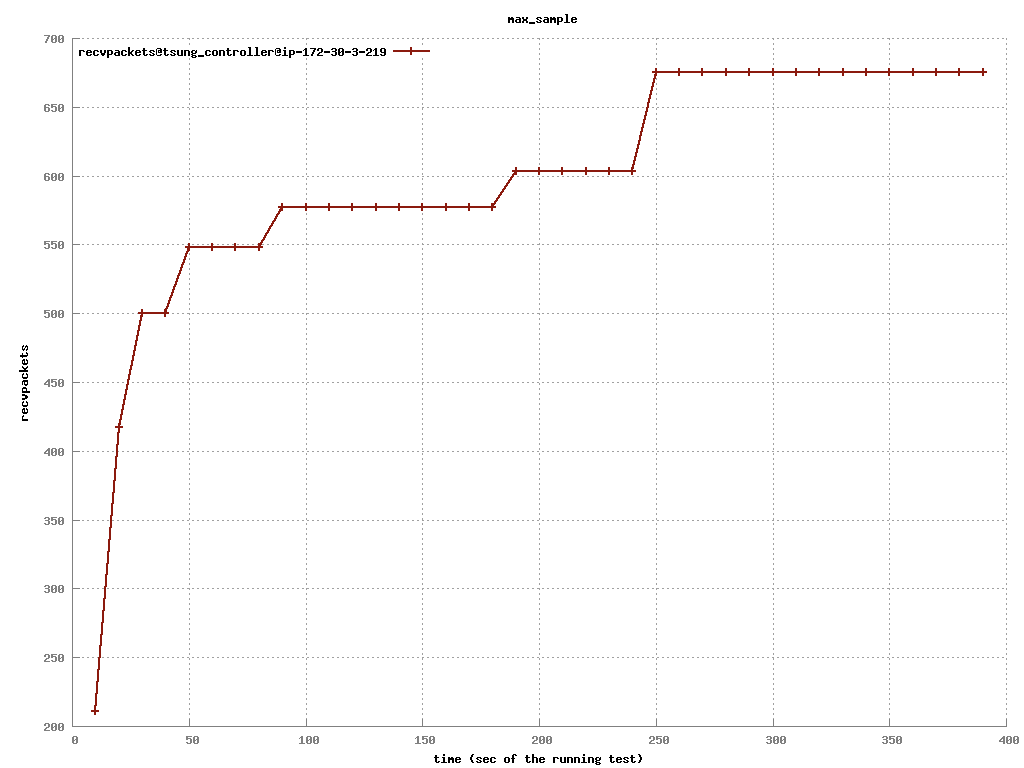 max_sample
recvpackets@tsung_controller@ip-172-30-3-219
700
650
600
550
500
450
400
350
300
250
200
recvpackets
0 50 100 150 200 250 300 350 400
time (sec of the running test)